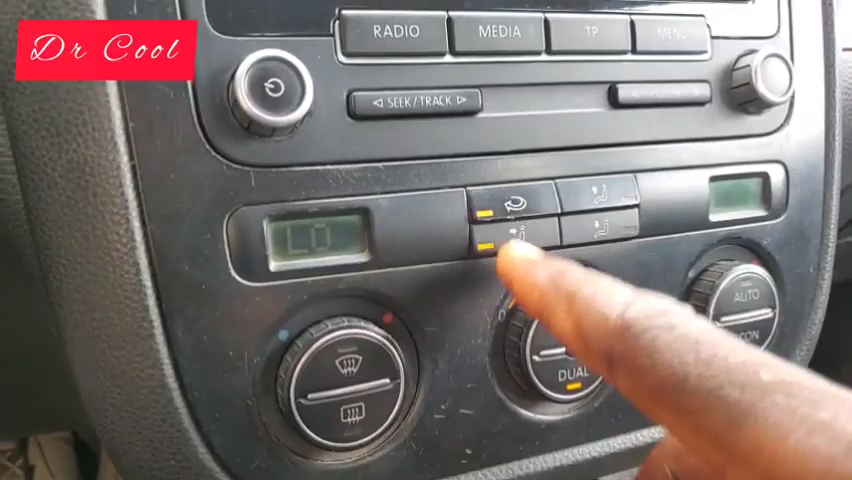 Dr Cool
RADIO
MEDIA
TP
MENU
SEEK/TRACK
LO
AUTO
DUAL